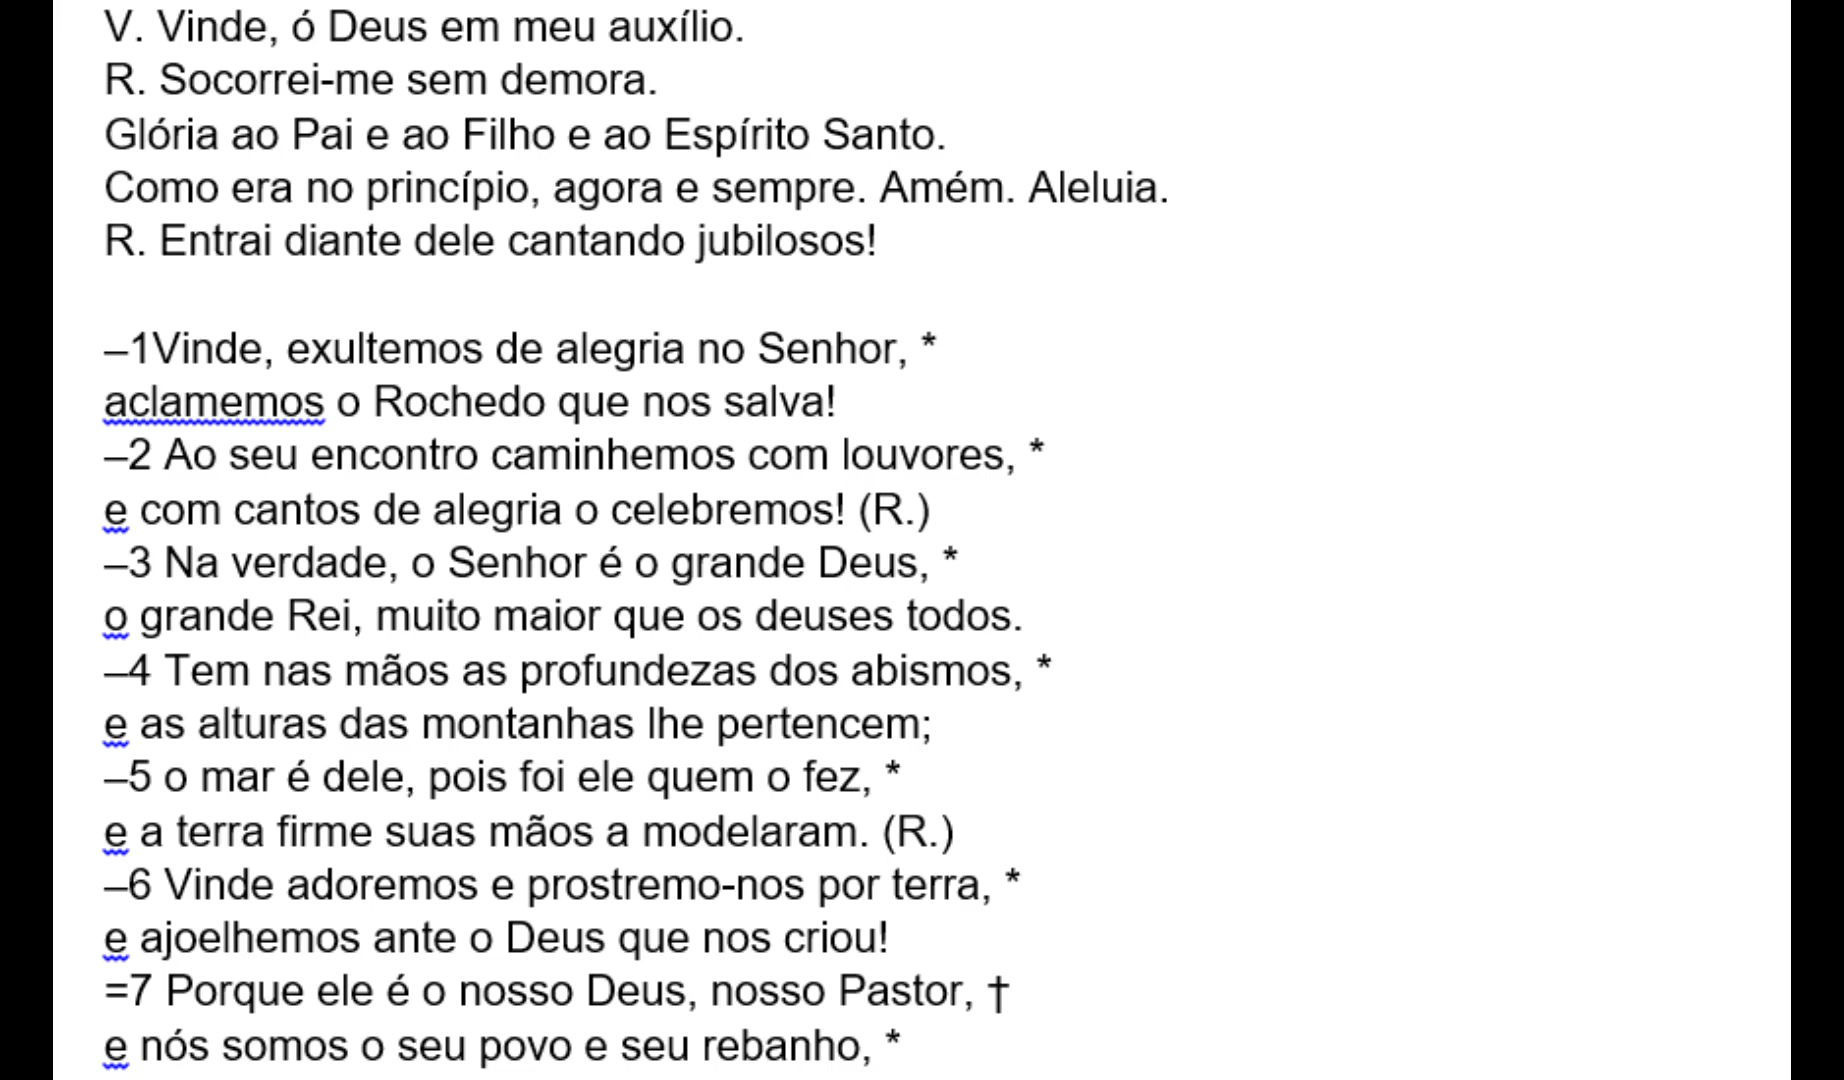 V. Vinde, ó Deus em meu auxílio.
R. Socorrei-me sem demora.
Glória ao Pai e ao Filho e ao Espírito Santo.
Como era no princípio, agora e sempre. Amém. Aleluia.
R. Entrai diante dele cantando jubilosos!
–1Vinde, exultemos de alegria no Senhor, *
aclamemos o Rochedo que nos salva!
–2 Ao seu encontro caminhemos com louvores, *
e com cantos de alegria o celebremos! (R.)
–3 Na verdade, o Senhor é o grande Deus, *
o grande Rei, muito maior que os deuses todos.
–4 Tem nas mãos as profundezas dos abismos, *
e as alturas das montanhas lhe pertencem;
–5 o mar é dele, pois foi ele quem o fez, *
e a terra firme suas mãos a modelaram. (R.)
–6 Vinde adoremos e prostremo-nos por terra, *
e ajoelhemos ante o Deus que nos criou!
=7 Porque ele é o nosso Deus, nosso Pastor, †
e nós somos o seu povo e seu rebanho, *